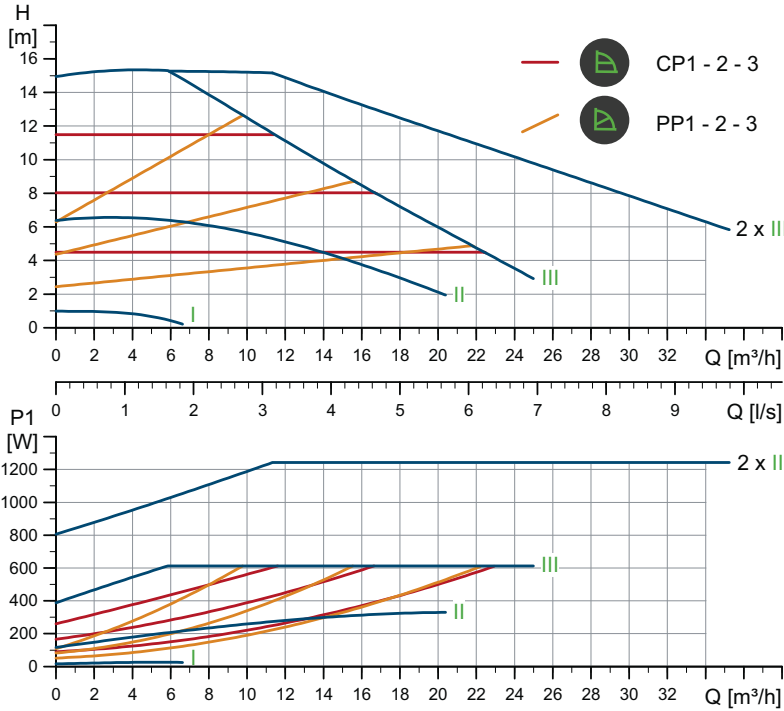 H
[m]
16
14
12
10
8
6
4
2
0
CP1 - 2 - 3
PP1 - 2 - 3
2 x II
III
II
I
0 2 4 6 8 10 12 14 16 18 20 22 24 26 28 30 32 Q [m³/h]
0 1 2 3 4 5 6 7 8 9 Q [l/s]
P1
[W]
1200
1000
800
600
400
200
0
2 x II
III
II
I
0 2 4 6 8 10 12 14 16 18 20 22 24 26 28 30 32 Q [m³/h]